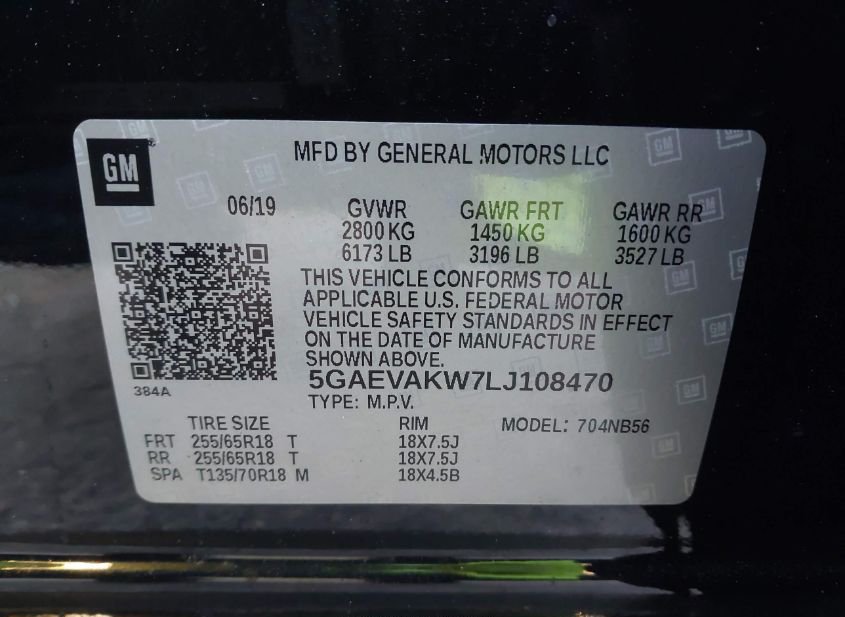 GM
MFD BY GENERAL MOTORS LLC
06/19 GVWR GAWR FRT GAWR RR
2800 KG 1450 KG 1600 KG
6173 LB 3196 LB 3527 LB
THIS VEHICLE CONFORMS TO ALL
APPLICABLE U.S. FEDERAL MOTOR
VEHICLE SAFETY STANDARDS IN EFFECT
ON THE DATE OF MANUFACTURE
SHOWN ABOVE.
5GAEVAKW7LJ108470
384A
TYPE: M.P.V.
TIRE SIZE RIM MODEL: 704NB56
FRT 255/65R18 T 18X7.5J
RR 255/65R18 T 18X7.5J
SPA T135/70R18 M 18X4.5B